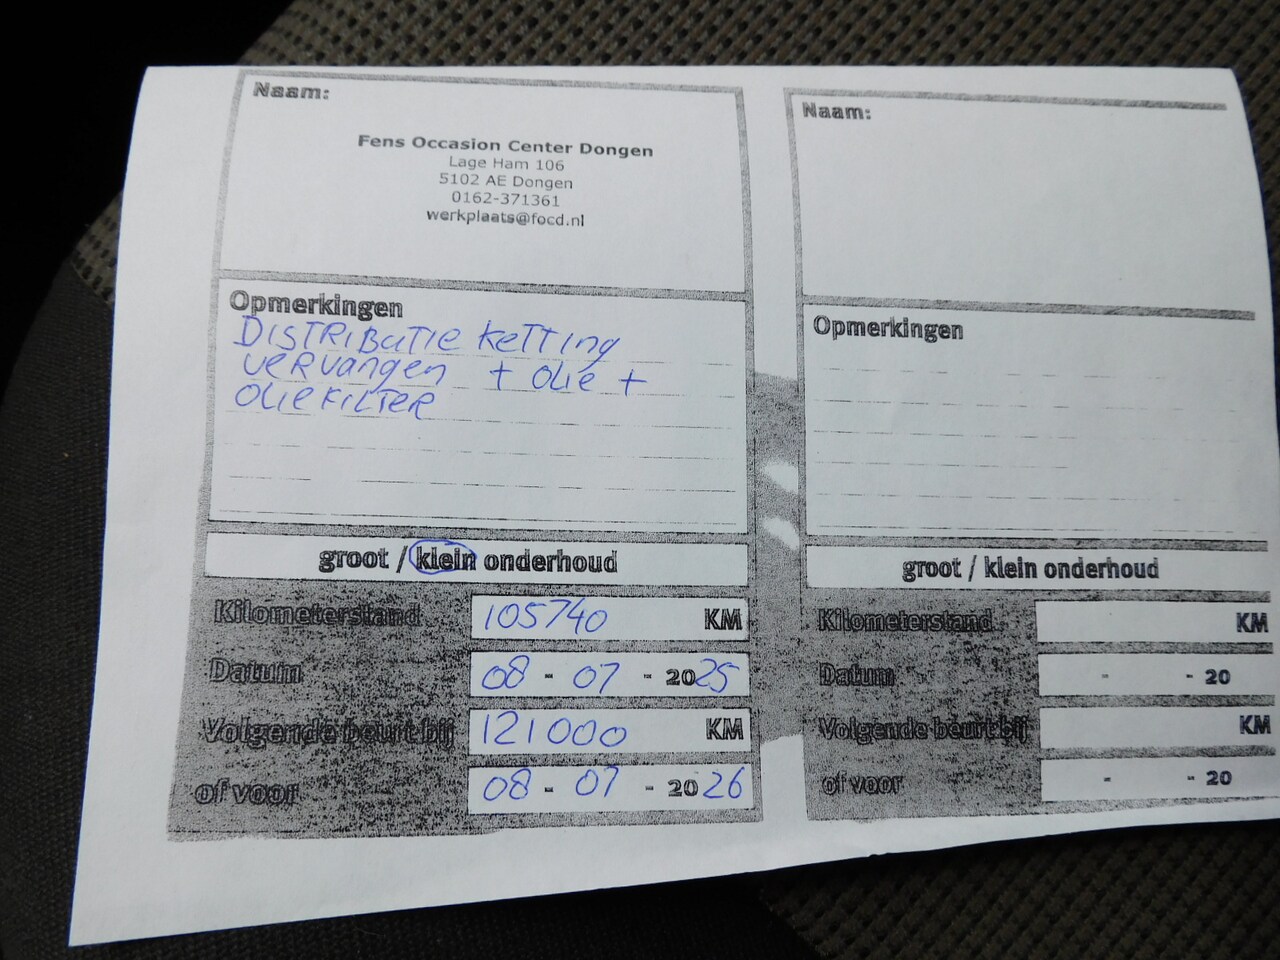 Naam:
Fens Occasion Center Dongen
Lage Ham 106
5102 AE Dongen
0162-371361
werkplaats@focd.nl
Opmerkingen
DISTRIBUTIE KETTING
VERVANGEN + OLIE +
OLIEFILTER
groot / klein onderhoud
Kilometerstand 105740 KM
Datum 08 - 07 - 2025
Volgende beurt bij 121000 KM
of voor 08 - 07 - 2026
Naam:
Opmerkingen
groot / klein onderhoud
Kilometerstand KM
Datum - - 20
Volgende beurt bij KM
of voor - - 20